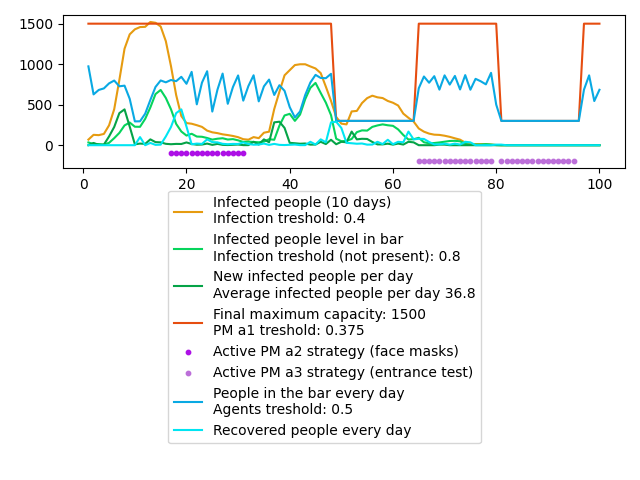 1500
1000
500
0
0 20 40 60 80 100
Infected people (10 days)
Infection treshold: 0.4
Infected people level in bar
Infection treshold (not present): 0.8
New infected people per day
Average infected people per day 36.8
Final maximum capacity: 1500
PM a1 treshold: 0.375
Active PM a2 strategy (face masks)
Active PM a3 strategy (entrance test)
People in the bar every day
Agents treshold: 0.5
Recovered people every day